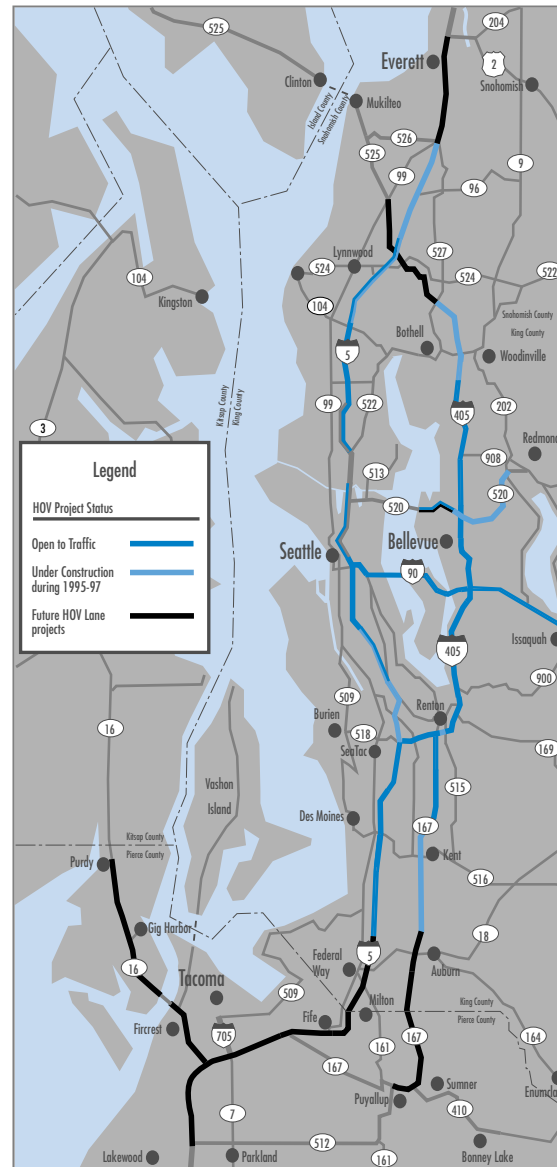 525
204
Everett
2
Clinton
Snohomish
Island County
Snohomish County
Mukilteo
526
525
99
9
96
527
Lynnwood
524
524
522
104
104
Kingston
Snohomish County
King County
Bothell
Woodinville
5
Kitsap County
King County
99
522
405
202
3
Redmond
908
513
520
520
Legend
HOV Project Status
Open to Traffic
Under Construction
during 1995-97
Future HOV Lane
projects
Seattle
Bellevue
90
Issaquah
405
900
16
509
Burien
Renton
518
SeaTac
169
515
Vashon
Island
Des Moines
167
Kitsap County
Pierce County
Purdy
Kent
516
Gig Harbor
18
5
16
Federal
Way
Auburn
Tacoma
509
Milton
Fife
King County
Pierce County
Fircrest
705
161
167
167
164
Sumner
Enumcla
Puyallup
7
410
512
Lakewood
Parkland
161
Bonney Lake